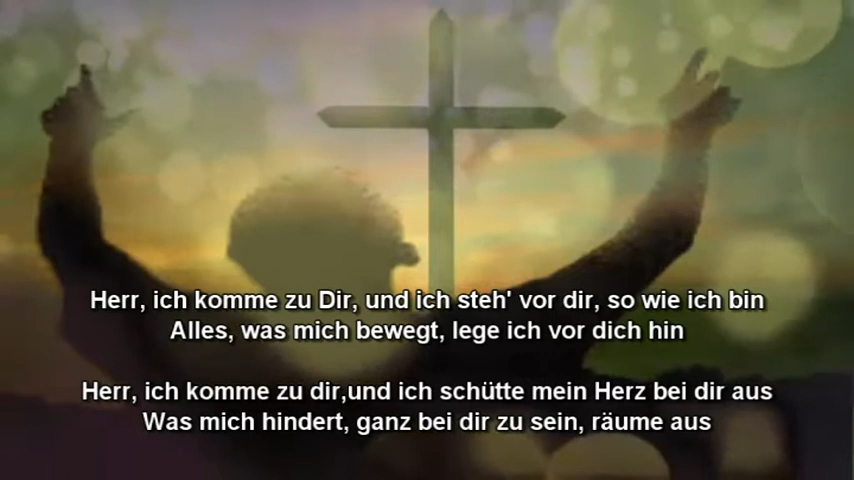 Herr, ich komme zu Dir, und ich steh' vor dir, so wie ich bin
Alles, was mich bewegt, lege ich vor dich hin
Herr, ich komme zu dir,und ich schütte mein Herz bei dir aus
Was mich hindert, ganz bei dir zu sein, räume aus